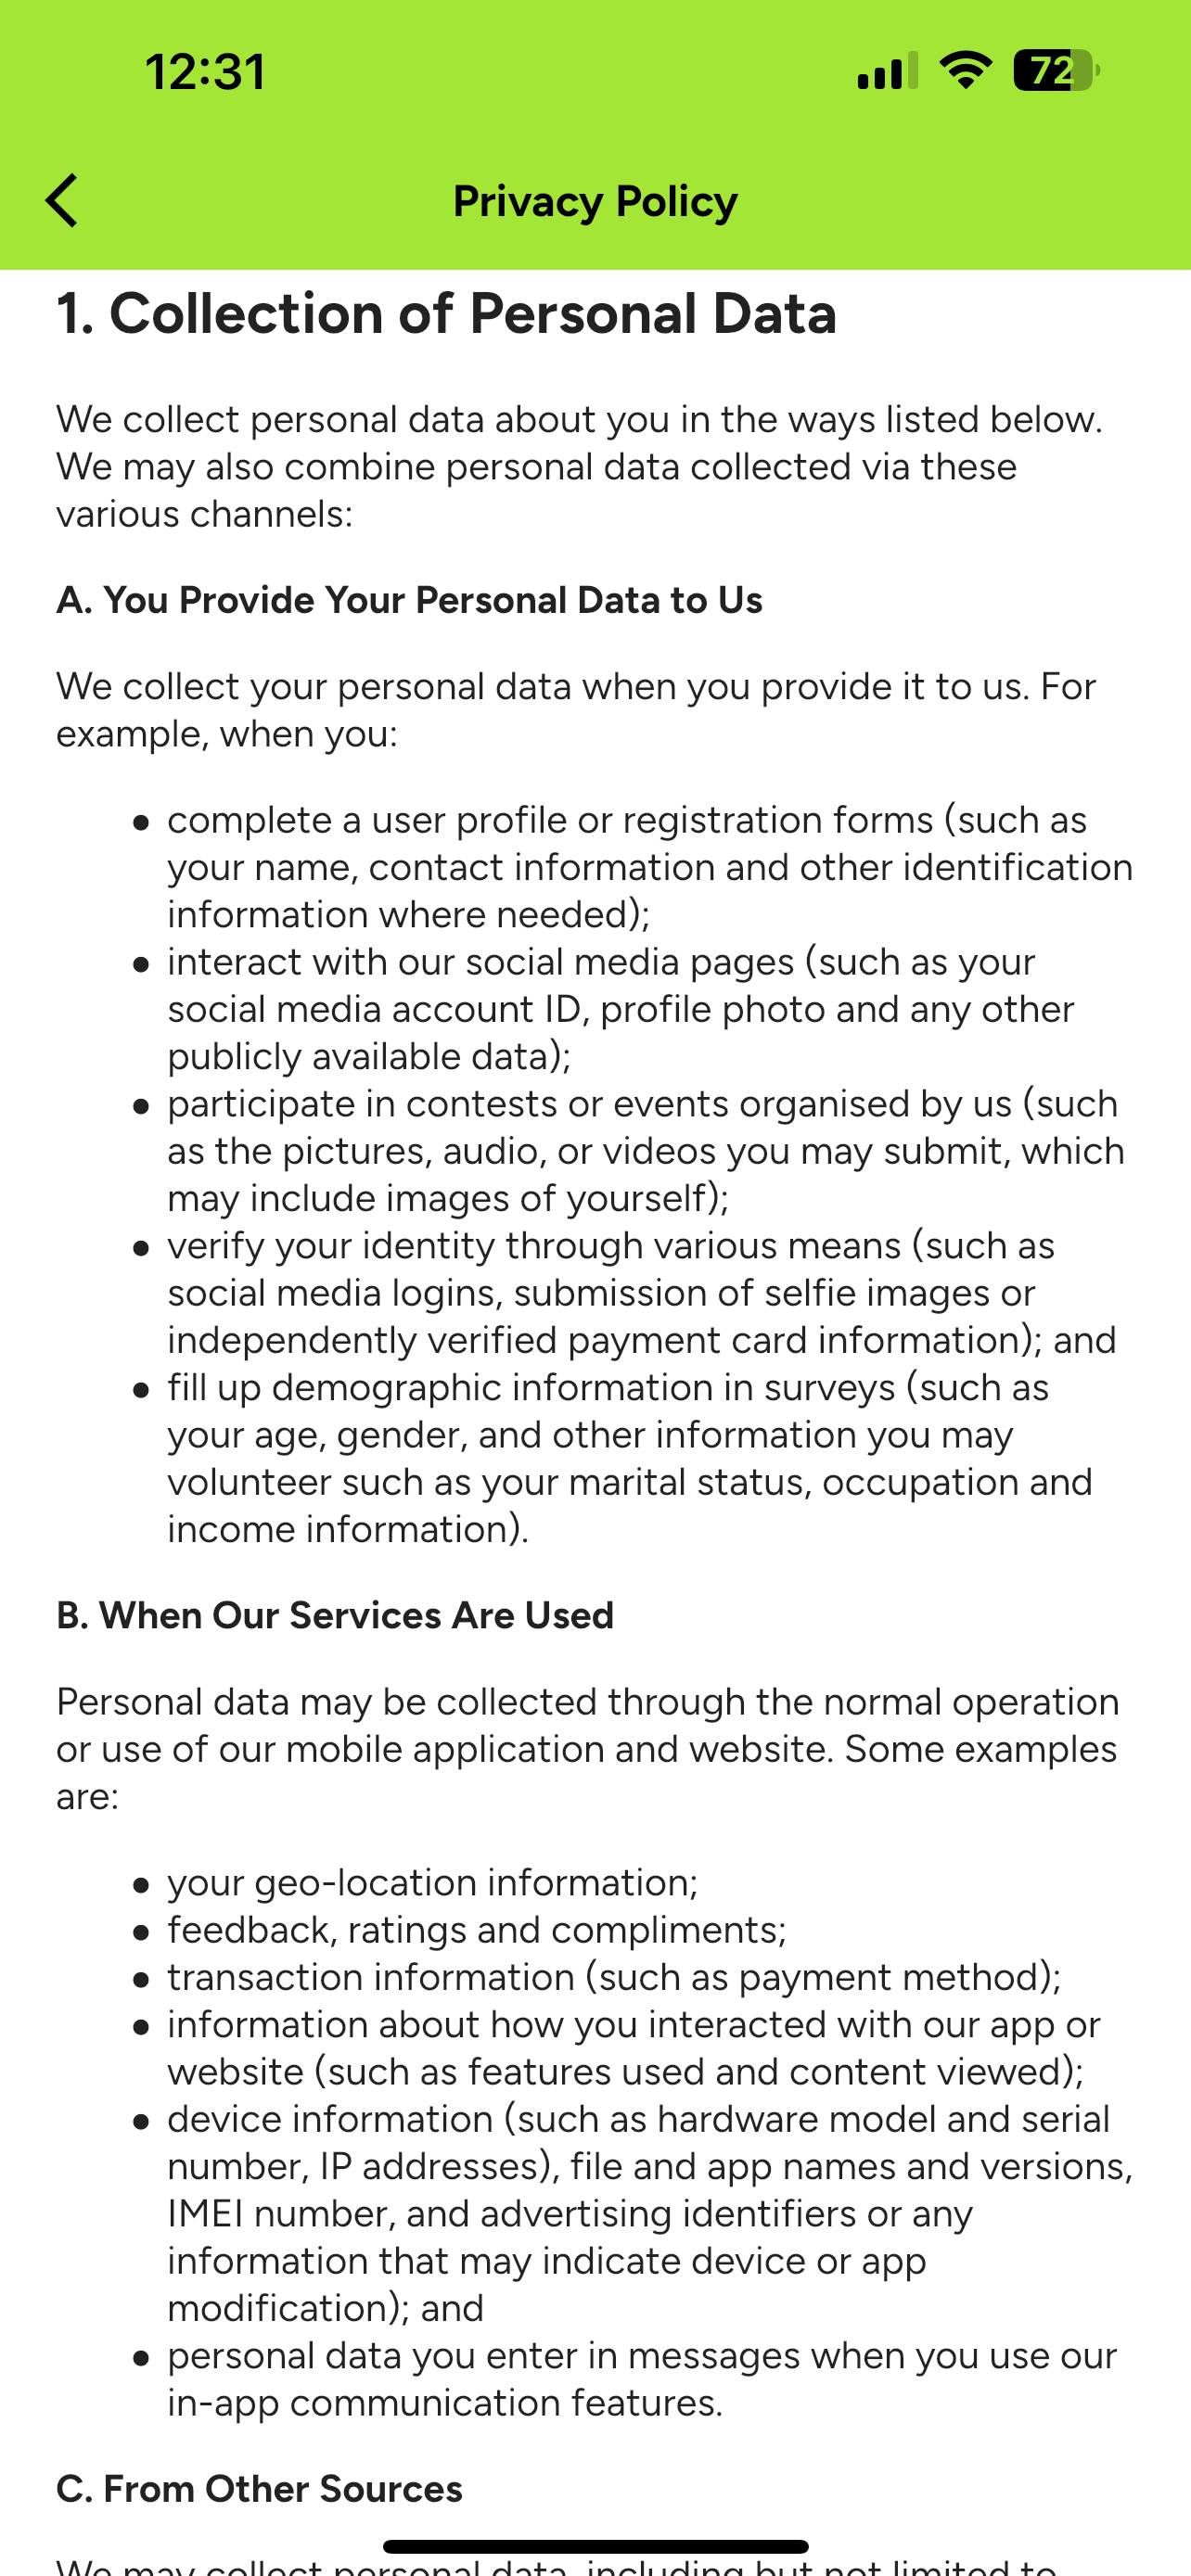 12:31
72
Privacy Policy
1. Collection of Personal Data
We collect personal data about you in the ways listed below.
We may also combine personal data collected via these
various channels:
A. You Provide Your Personal Data to Us
We collect your personal data when you provide it to us. For
example, when you:
• complete a user profile or registration forms (such as
your name, contact information and other identification
information where needed);
• interact with our social media pages (such as your
social media account ID, profile photo and any other
publicly available data);
• participate in contests or events organised by us (such
as the pictures, audio, or videos you may submit, which
may include images of yourself);
• verify your identity through various means (such as
social media logins, submission of selfie images or
independently verified payment card information); and
• fill up demographic information in surveys (such as
your age, gender, and other information you may
volunteer such as your marital status, occupation and
income information).
B. When Our Services Are Used
Personal data may be collected through the normal operation
or use of our mobile application and website. Some examples
are:
• your geo-location information;
• feedback, ratings and compliments;
• transaction information (such as payment method);
• information about how you interacted with our app or
website (such as features used and content viewed);
• device information (such as hardware model and serial
number, IP addresses), file and app names and versions,
IMEI number, and advertising identifiers or any
information that may indicate device or app
modification); and
• personal data you enter in messages when you use our
in-app communication features.
C. From Other Sources
We may collect personal data, including but not limited to